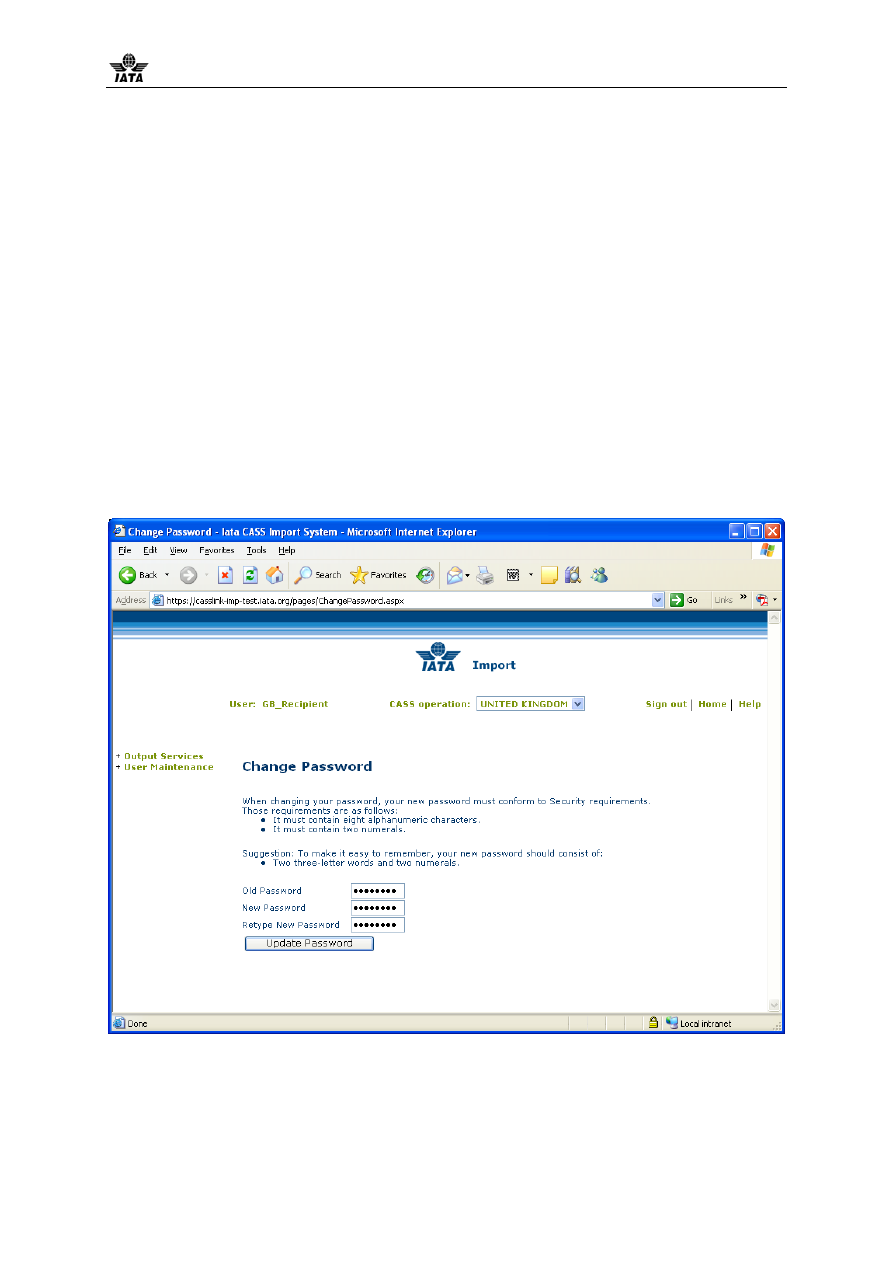 IATA
Change Password - Iata CASS Import System - Microsoft Internet Explorer
File Edit View Favorites Tools Help
Back Search Favorites
Address https://casslink-imp-test.iata.org/pages/ChangePassword.aspx Go Links »
IATA Import
User: GB_Recipient CASS operation: UNITED KINGDOM Sign out | Home | Help
+ Output Services
+ User Maintenance
Change Password
When changing your password, your new password must conform to Security requirements.
Those requirements are as follows:
• It must contain eight alphanumeric characters.
• It must contain two numerals.
Suggestion: To make it easy to remember, your new password should consist of:
• Two three-letter words and two numerals.
Old Password ••••••••
New Password ••••••••
Retype New Password ••••••••
Update Password
Done Local intranet